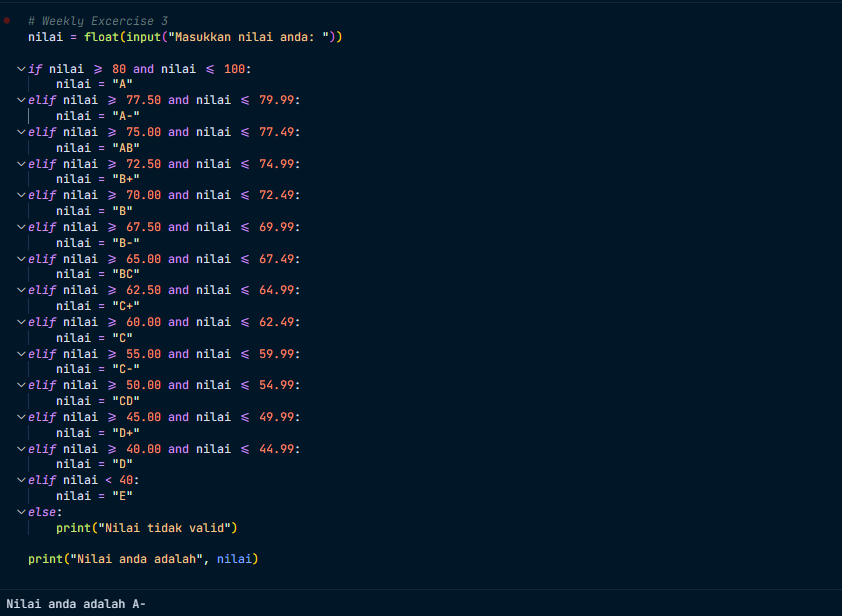 # Weekly Excercise 3
nilai = float(input("Masukkan nilai anda: "))
if nilai ≥ 80 and nilai ≤ 100:
nilai = "A"
elif nilai ≥ 77.50 and nilai ≤ 79.99:
nilai = "A-"
elif nilai ≥ 75.00 and nilai ≤ 77.49:
nilai = "AB"
elif nilai ≥ 72.50 and nilai ≤ 74.99:
nilai = "B+"
elif nilai ≥ 70.00 and nilai ≤ 72.49:
nilai = "B"
elif nilai ≥ 67.50 and nilai ≤ 69.99:
nilai = "B-"
elif nilai ≥ 65.00 and nilai ≤ 67.49:
nilai = "BC"
elif nilai ≥ 62.50 and nilai ≤ 64.99:
nilai = "C+"
elif nilai ≥ 60.00 and nilai ≤ 62.49:
nilai = "C"
elif nilai ≥ 55.00 and nilai ≤ 59.99:
nilai = "C-"
elif nilai ≥ 50.00 and nilai ≤ 54.99:
nilai = "CD"
elif nilai ≥ 45.00 and nilai ≤ 49.99:
nilai = "D+"
elif nilai ≥ 40.00 and nilai ≤ 44.99:
nilai = "D"
elif nilai < 40:
nilai = "E"
else:
print("Nilai tidak valid")
print("Nilai anda adalah", nilai)
Nilai anda adalah A-